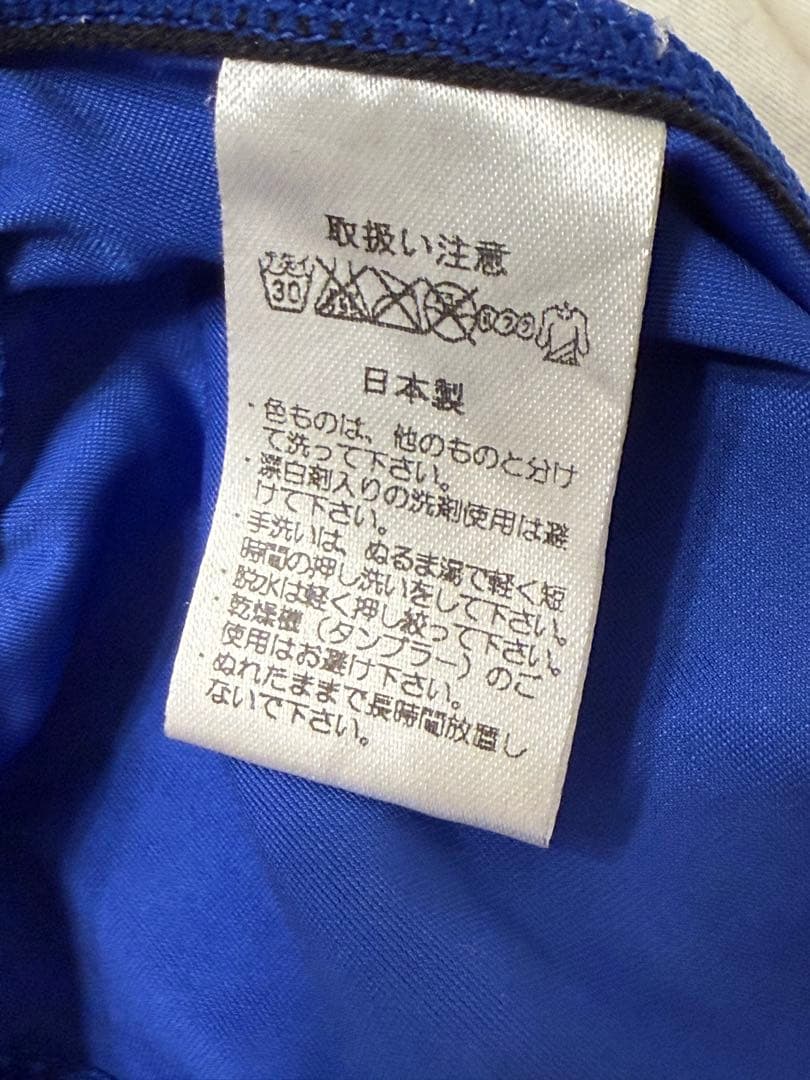 取扱い注意
30
日本製
・色ものは、他のものと分け
て洗って下さい。
・漂白剤入りの洗剤使用は避
けて下さい。
・手洗いは、ぬるま湯で軽く短
時間の押し洗いをして下さい。
脱水は軽く押し絞って下さい。
・乾燥機（タンブラー）のご
使用はお避け下さい。
・ぬれたままで長時間放置し
ないで下さい。